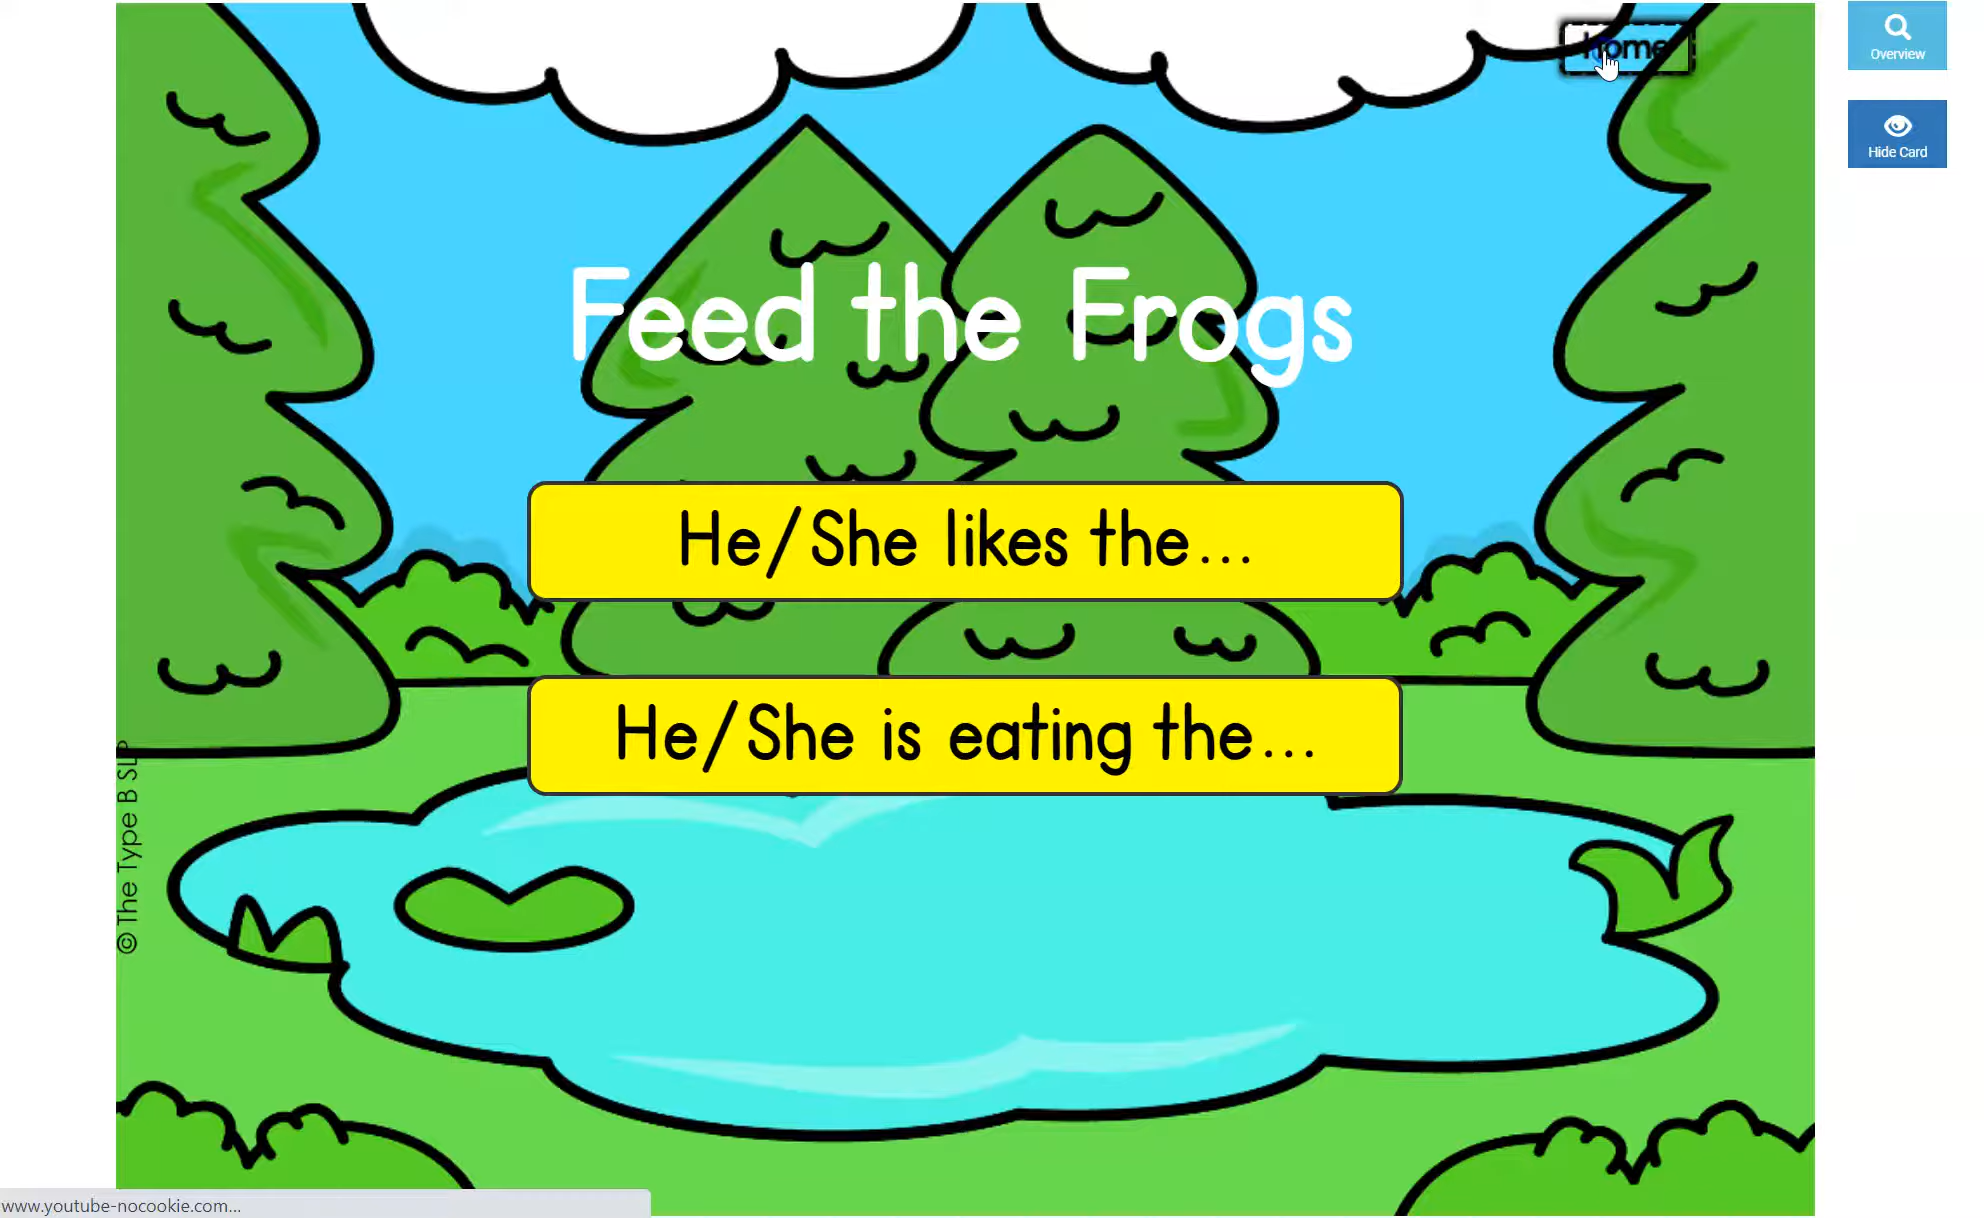 Home
Overview
Hide Card
Feed the Frogs
He/She likes the...
He/She is eating the...
© The Type B SLP
www.youtube-nocookie.com...